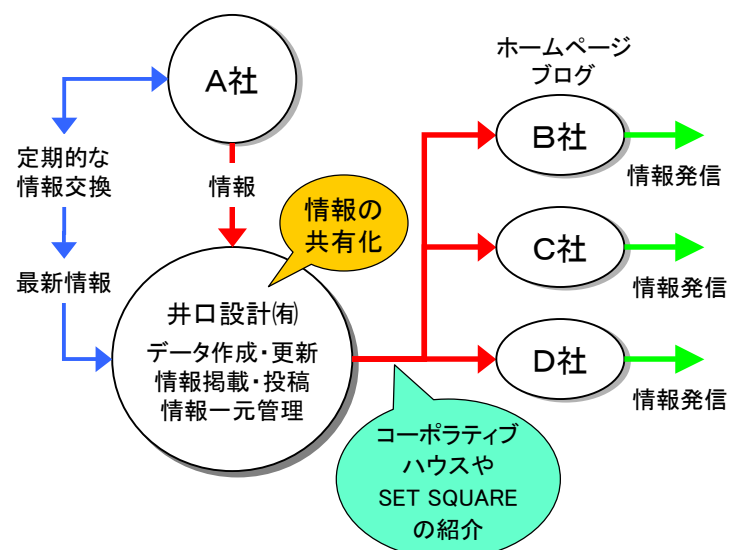 ホームページ
ブログ
A社
B社
情報発信
定期的な
情報交換
情報
情報の
共有化
C社
情報発信
最新情報
井口設計㈲
データ作成・更新
情報掲載・投稿
情報一元管理
D社
情報発信
コーポラティブ
ハウスや
SET SQUARE
の紹介